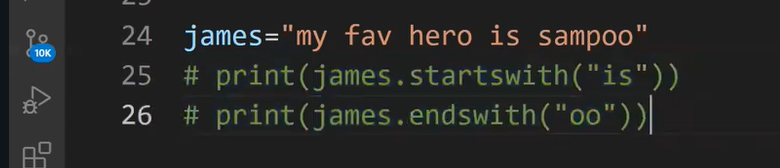 24 james="my fav hero is sampoo"
10K
25 # print(james.startswith("is"))
26 # print(james.endswith("oo"))